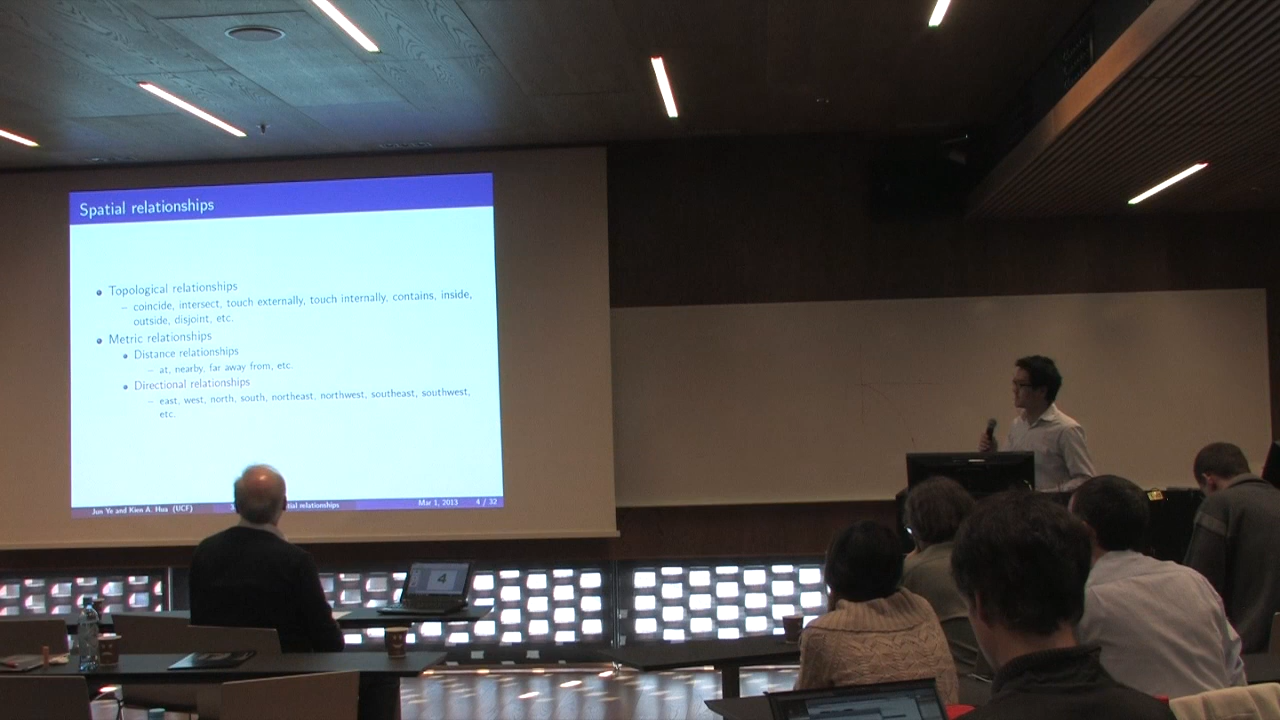 Spatial relationships
Topological relationships
– coincide, intersect, touch externally, touch internally, contains, inside,
outside, disjoint, etc.
Metric relationships
Distance relationships
– at, nearby, far away from, etc.
Directional relationships
– east, west, north, south, northeast, northwest, southeast, southwest,
etc.
Jun Ye and Kien A. Hua (UCF) relationships Mar 1, 2013 4 / 32
4